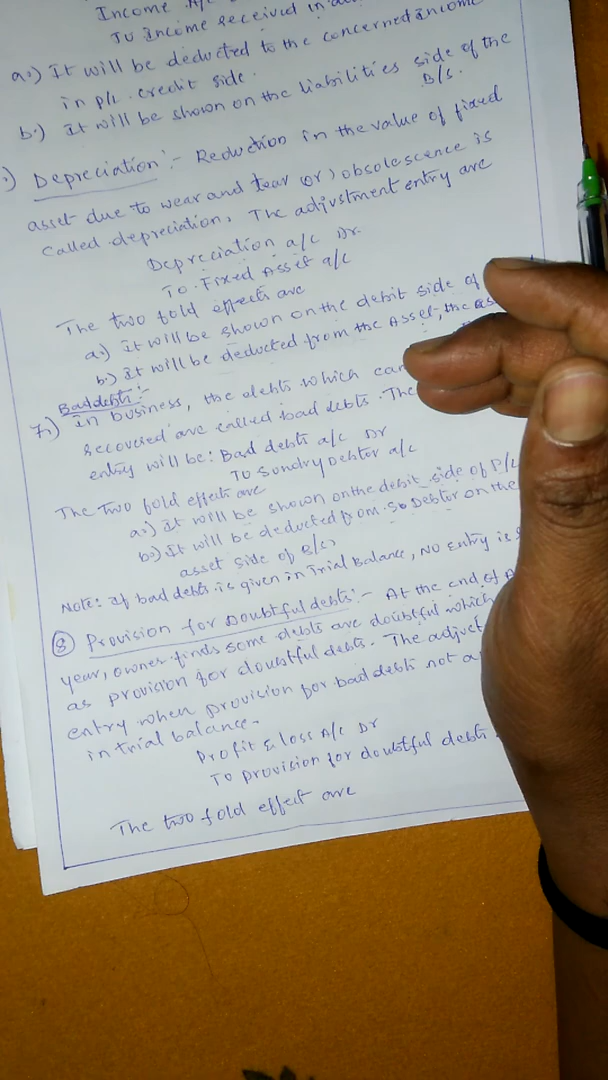 Income A/c
To Income received in
a.) It will be deducted to the concerned income
in p/L credit side.
b.) It will be shown on the liabilities side of the
B/s.
Depreciation :- Reduction in the value of fixed
asset due to wear and tear (or) obsolescence is
called depreciation. The adjustment entry are
Depreciation a/c Dr.
To Fixed Asset a/c
The two fold effects are
a.) It will be shown on the debit side of
b.) It will be deducted from the Asset, the
Bad debts :-
7.) In business, the debts which
recovered are called bad debts. The
entry will be: Bad debts a/c Dr
To Sundry Debtor a/c
The Two fold effects are
a.) It will be shown on the debit side of P/L
b.) It will be deducted from Debtor on the
asset side of B/s.
Note: If bad debts is given in Trial Balance, No entry is
8 Provision for Doubtful debts :- At the end of A
year, owner finds some debts are doubtful which
as provision for doubtful debts. The
entry when provision for bad debts not
in trial balance.
Profit & loss A/c Dr
To provision for doubtful debts
The two fold effect are